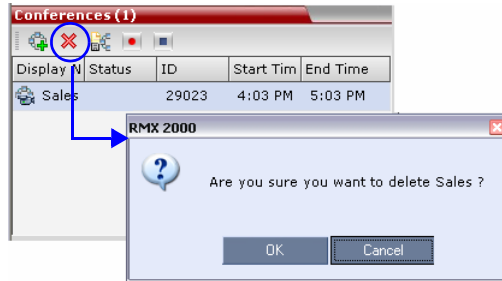 Conferences (1)
Display N Status ID Start Tim End Time
Sales 29023 4:03 PM 5:03 PM
RMX 2000
Are you sure you want to delete Sales ?
OK Cancel